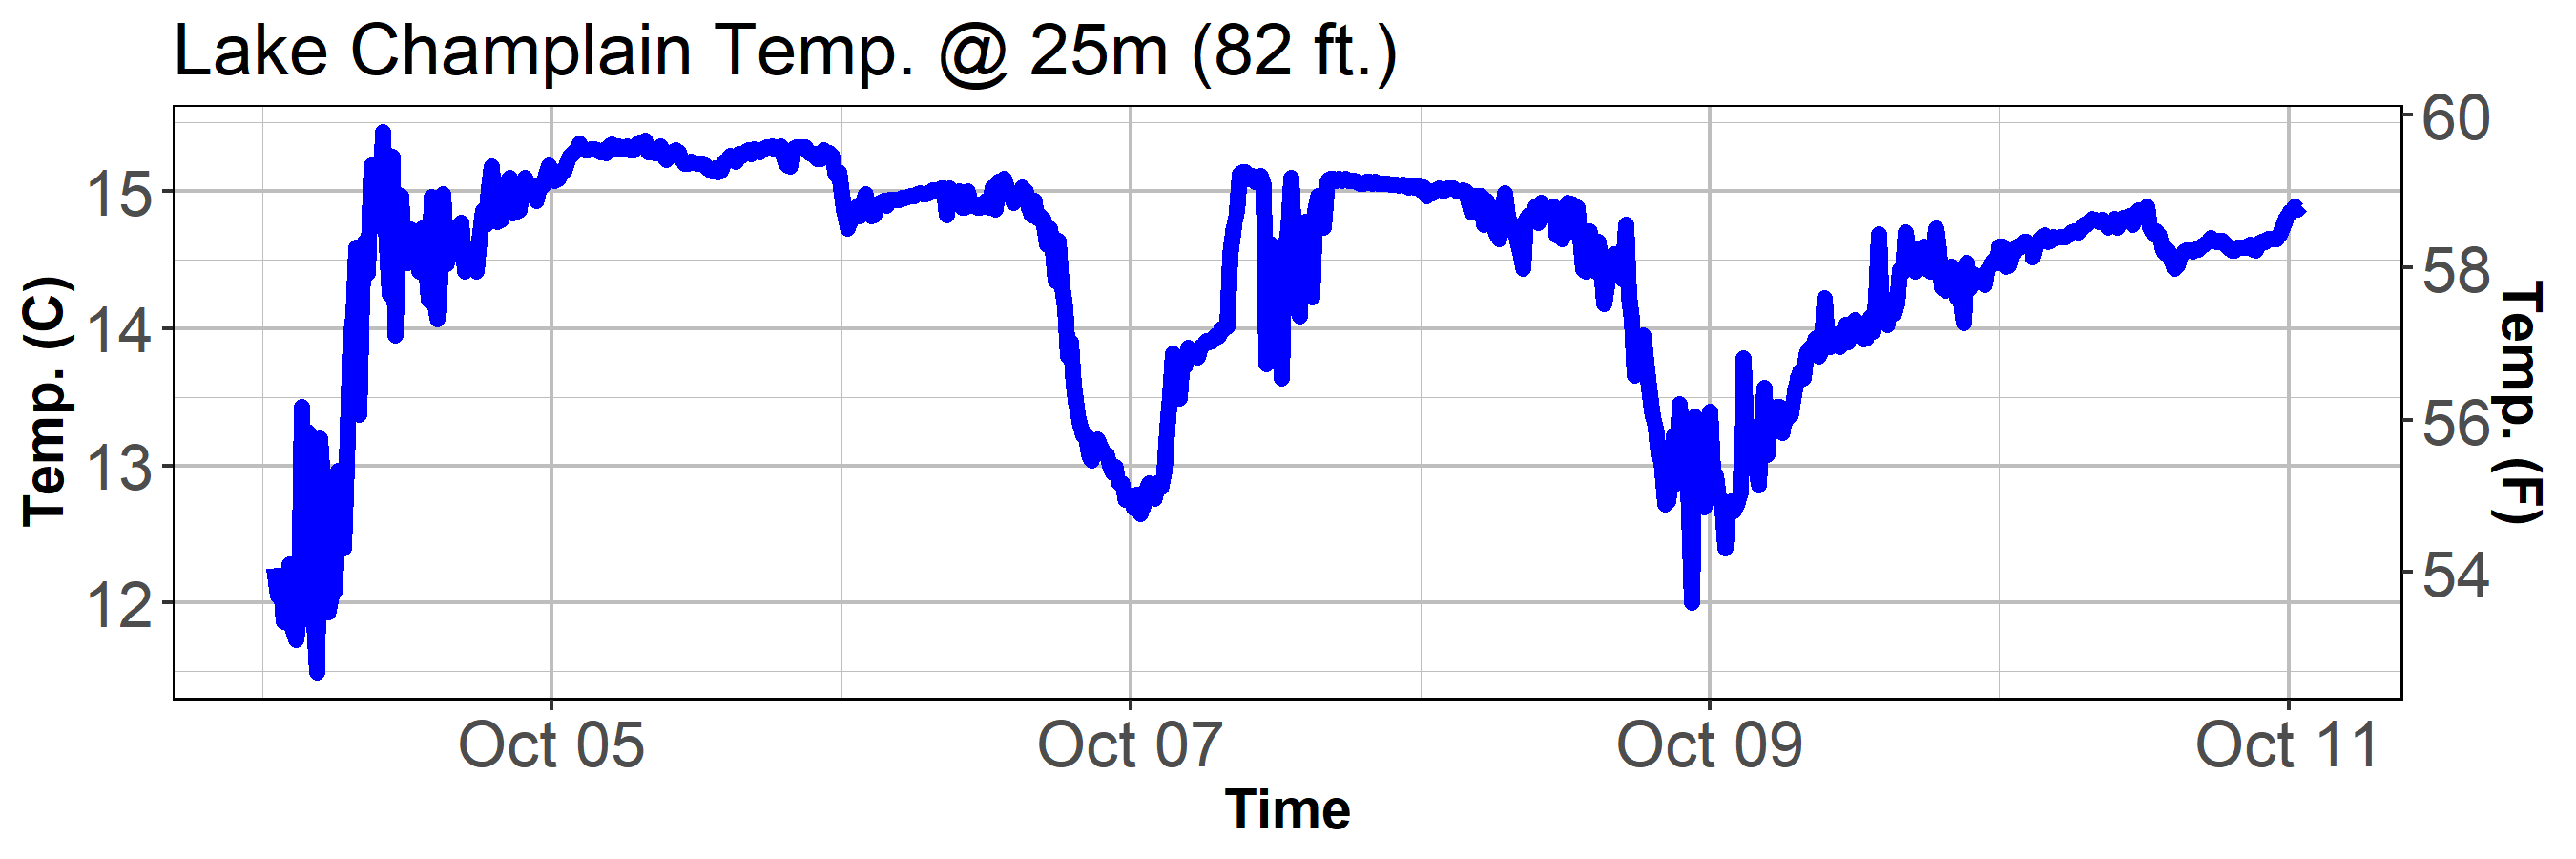 Lake Champlain Temp. @ 25m (82 ft.)
Temp. (C)
15
14
13
12
60
58
56
54
Temp. (F)
Oct 05 Oct 07 Oct 09 Oct 11
Time